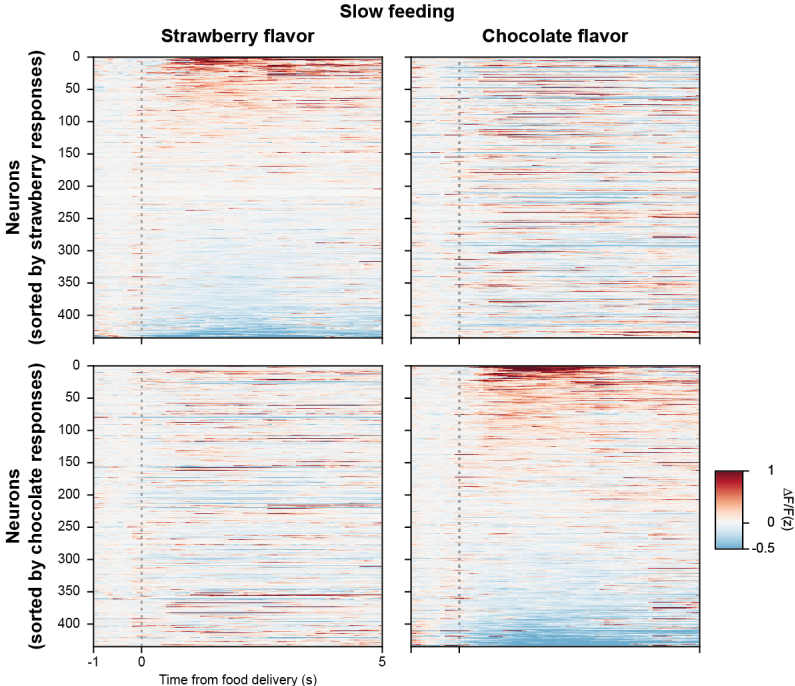 Slow feeding
Strawberry flavor
Chocolate flavor
Neurons
(sorted by strawberry responses)
0
50
100
150
200
250
300
350
400
Neurons
(sorted by chocolate responses)
0
50
100
150
200
250
300
350
400
-1
0
5
Time from food delivery (s)
1
0
-0.5
ΔF/F(z)